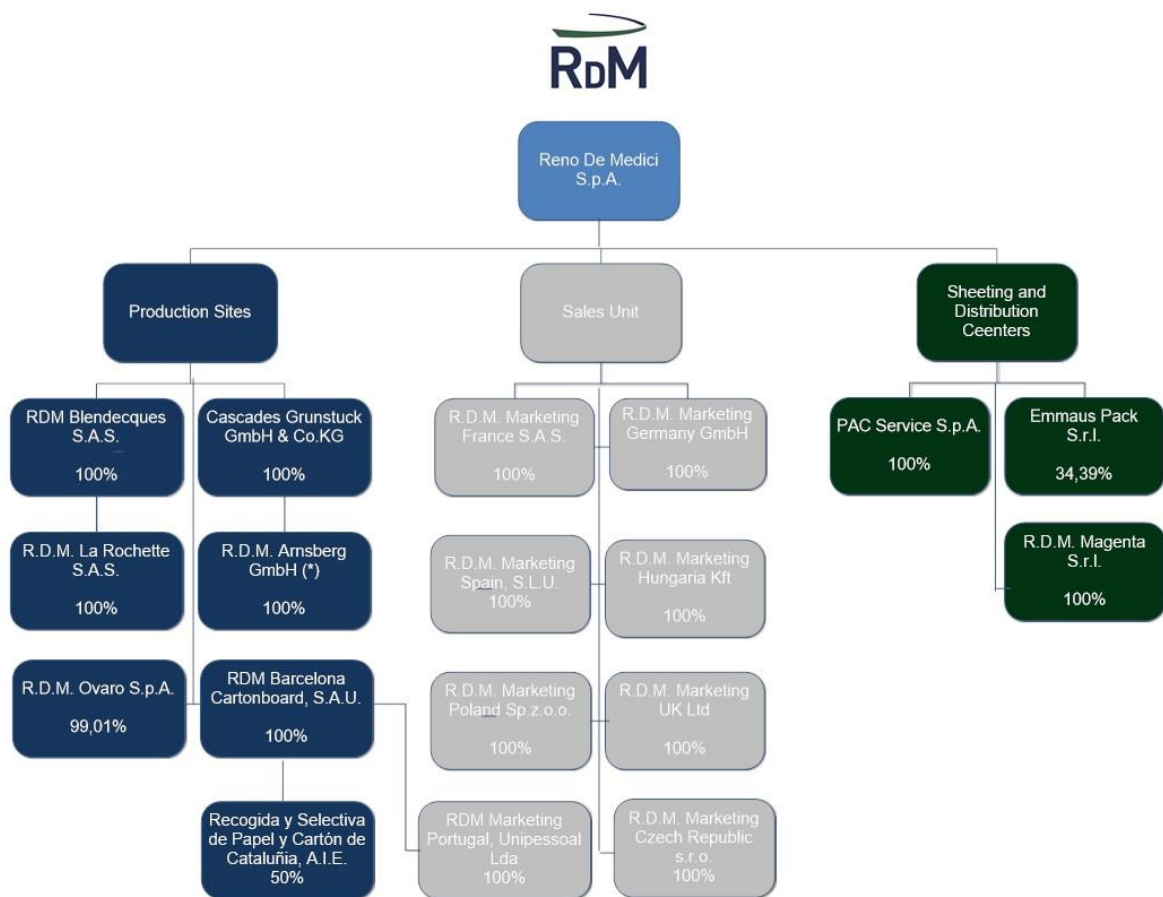 RDM
Reno De Medici
S.p.A.
Production Sites
Sales Unit
Sheeting and
Distribution
Ceenters
RDM Blendecques
S.A.S.
100%
Cascades Grunstuck
GmbH & Co.KG
100%
R.D.M. Marketing
France S.A.S.
100%
R.D.M. Marketing
Germany GmbH
100%
PAC Service S.p.A.
100%
Emmaus Pack
S.r.l.
34,39%
R.D.M. La Rochette
S.A.S.
100%
R.D.M. Arnsberg
GmbH (*)
100%
R.D.M. Marketing
Spain, S.L.U.
100%
R.D.M. Marketing
Hungaria Kft
100%
R.D.M. Magenta
S.r.l.
100%
R.D.M. Ovaro S.p.A.
99,01%
RDM Barcelona
Cartonboard, S.A.U.
100%
R.D.M. Marketing
Poland Sp.z.o.o.
100%
R.D.M. Marketing
UK Ltd
100%
Recogida y Selectiva
de Papel y Cartón de
Cataluñia, A.I.E.
50%
RDM Marketing
Portugal, Unipessoal
Lda
100%
R.D.M. Marketing
Czech Republic
s.r.o.
100%